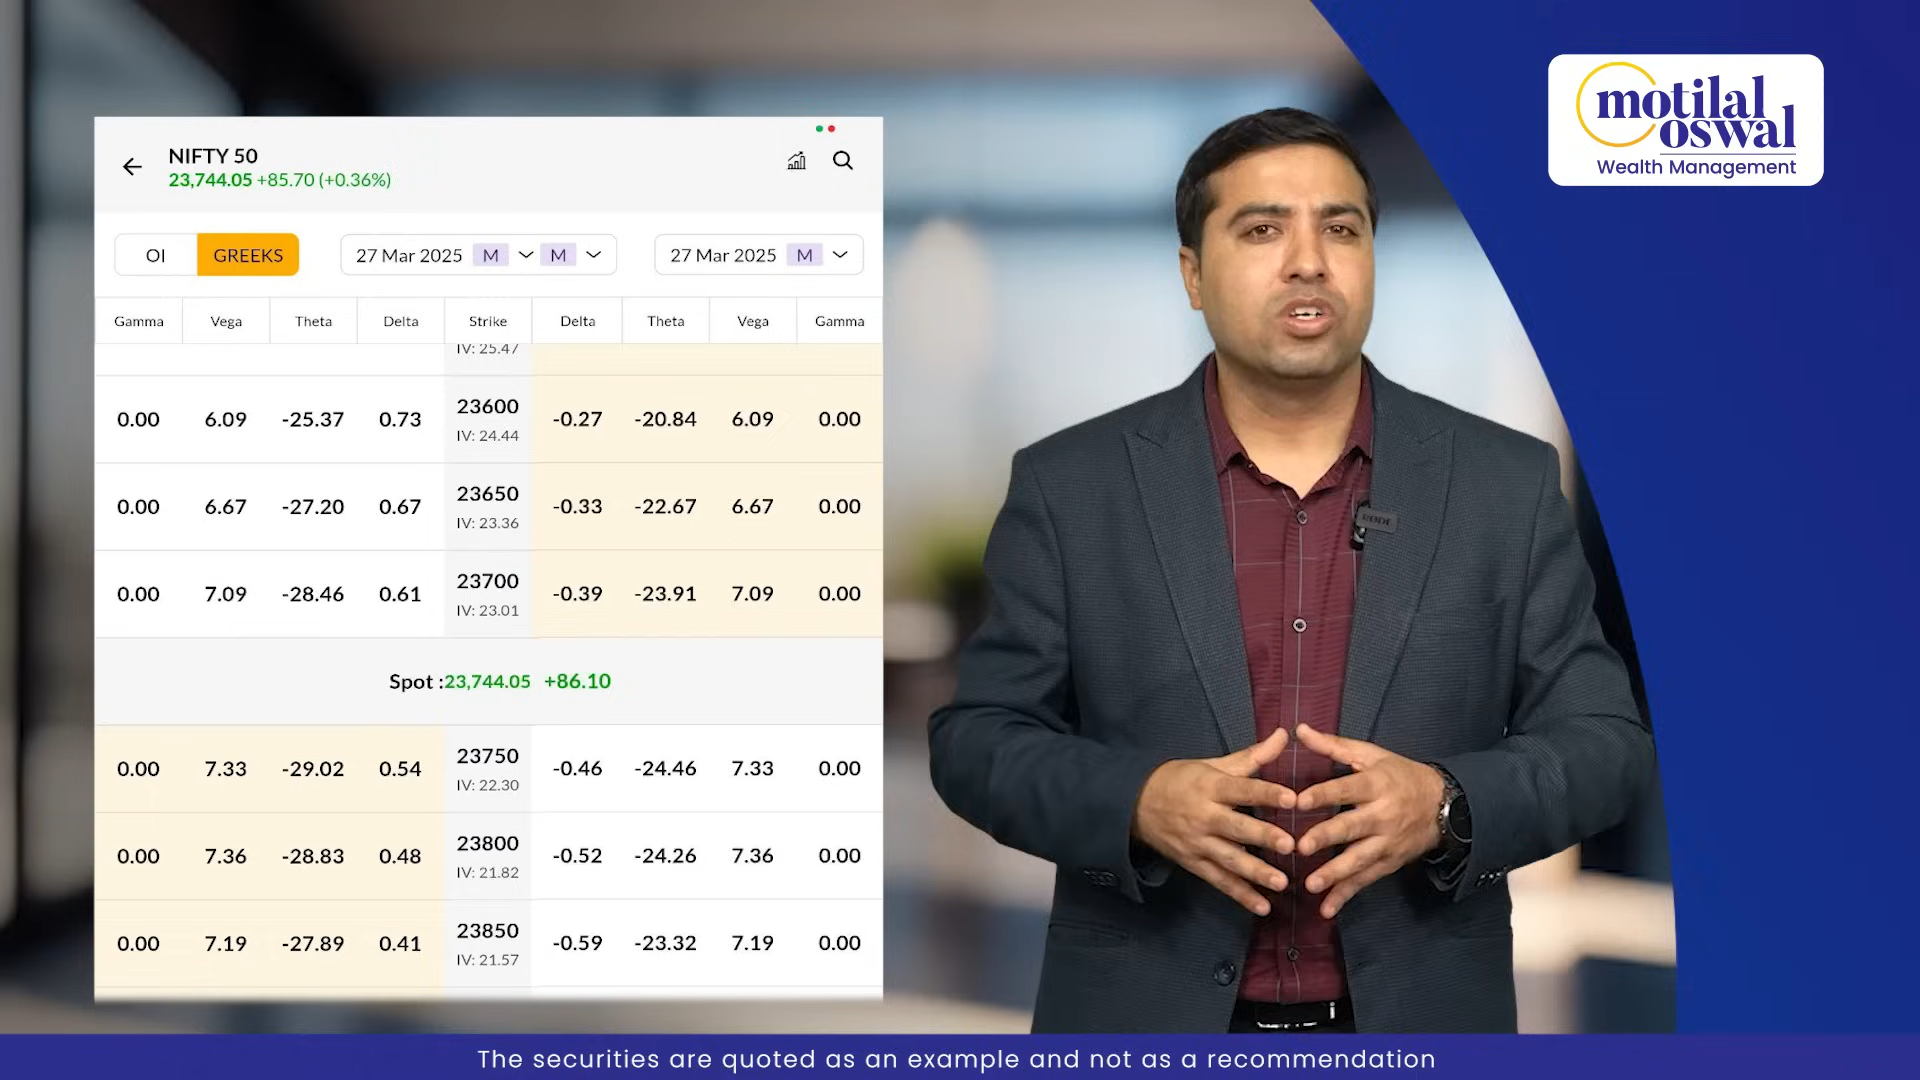 motilal
oswal
Wealth Management
NIFTY 50
23,744.05 +85.70 (+0.36%)
OI GREEKS 27 Mar 2025 M M 27 Mar 2025 M
Gamma Vega Theta Delta Strike Delta Theta Vega Gamma
IV: 25.47
0.00 6.09 -25.37 0.73 23600 -0.27 -20.84 6.09 0.00
IV: 24.44
0.00 6.67 -27.20 0.67 23650 -0.33 -22.67 6.67 0.00
IV: 23.36
0.00 7.09 -28.46 0.61 23700 -0.39 -23.91 7.09 0.00
IV: 23.01
Spot :23,744.05 +86.10
0.00 7.33 -29.02 0.54 23750 -0.46 -24.46 7.33 0.00
IV: 22.30
0.00 7.36 -28.83 0.48 23800 -0.52 -24.26 7.36 0.00
IV: 21.82
0.00 7.19 -27.89 0.41 23850 -0.59 -23.32 7.19 0.00
IV: 21.57
RODE
The securities are quoted as an example and not as a recommendation